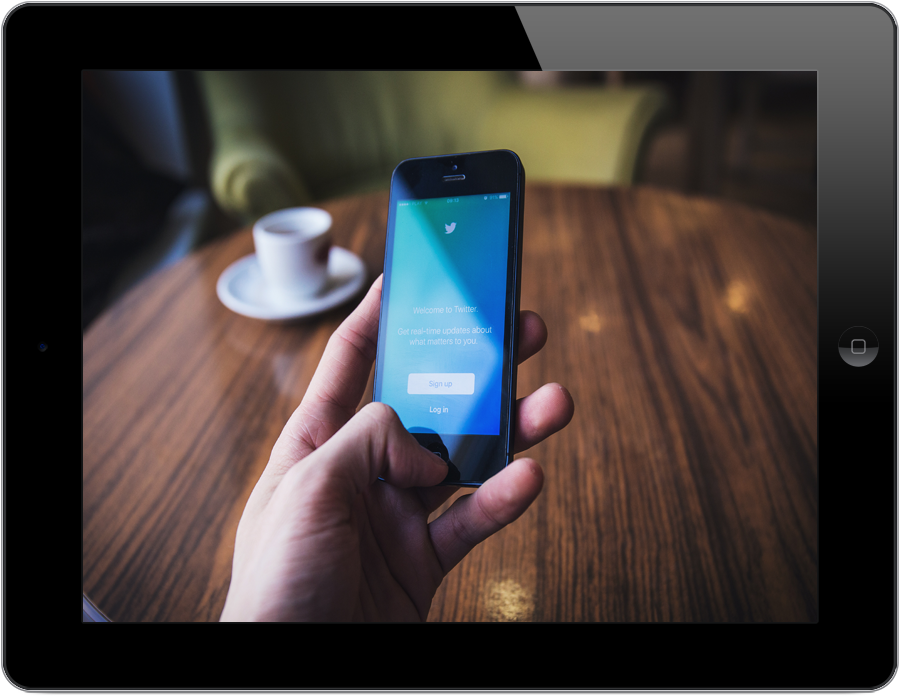 Welcome to Twitter.
Get real-time updates about
what matters to you.
Sign up
Log in